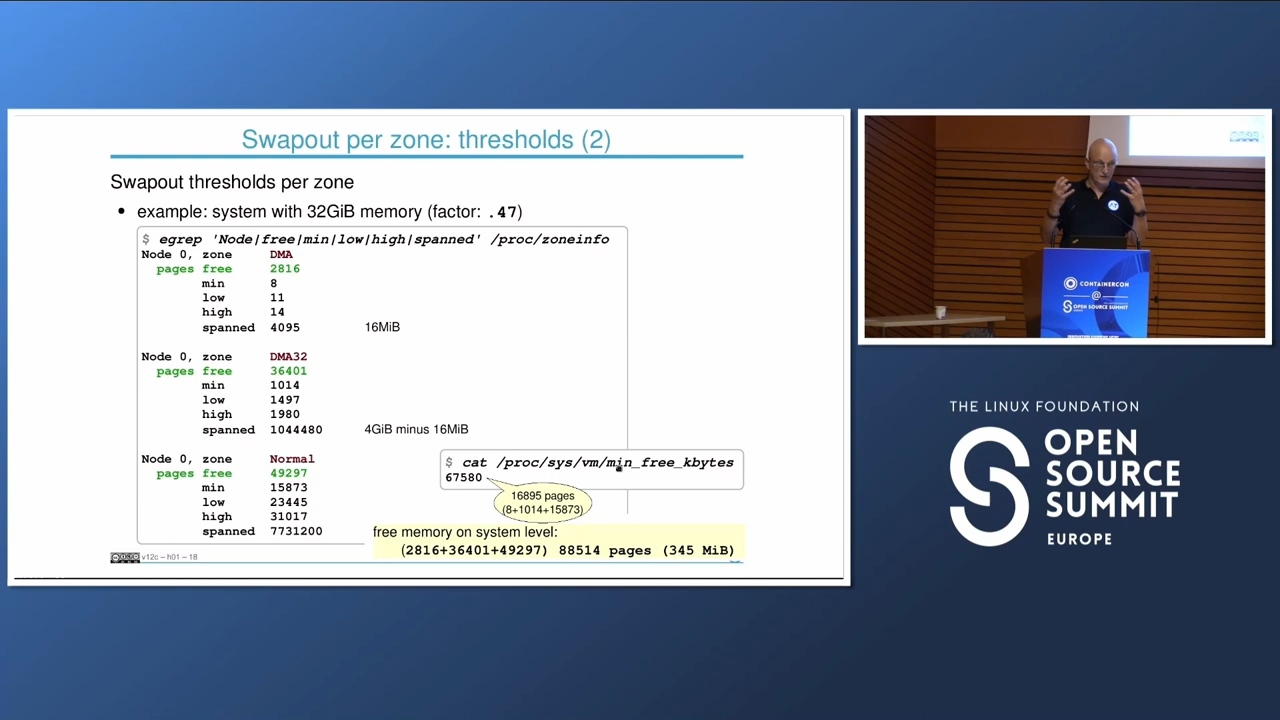 Swapout per zone: thresholds (2)
Swapout thresholds per zone
• example: system with 32GiB memory (factor: .47)
$ egrep 'Node|free|min|low|high|spanned' /proc/zoneinfo
Node 0, zone DMA
pages free 2816
min 8
low 11
high 14
spanned 4095 16MiB
Node 0, zone DMA32
pages free 36401
min 1014
low 1497
high 1980
spanned 1044480 4GiB minus 16MiB
Node 0, zone Normal
pages free 49297
min 15873
low 23445
high 31017
spanned 7731200
$ cat /proc/sys/vm/min_free_kbytes
67580
16895 pages
(8+1014+15873)
free memory on system level:
(2816+36401+49297) 88514 pages (345 MiB)
v12c – h01 – 18
CONTAINERCON
@
OPEN SOURCE SUMMIT
THE LINUX FOUNDATION
OPEN
SOURCE
SUMMIT
EUROPE